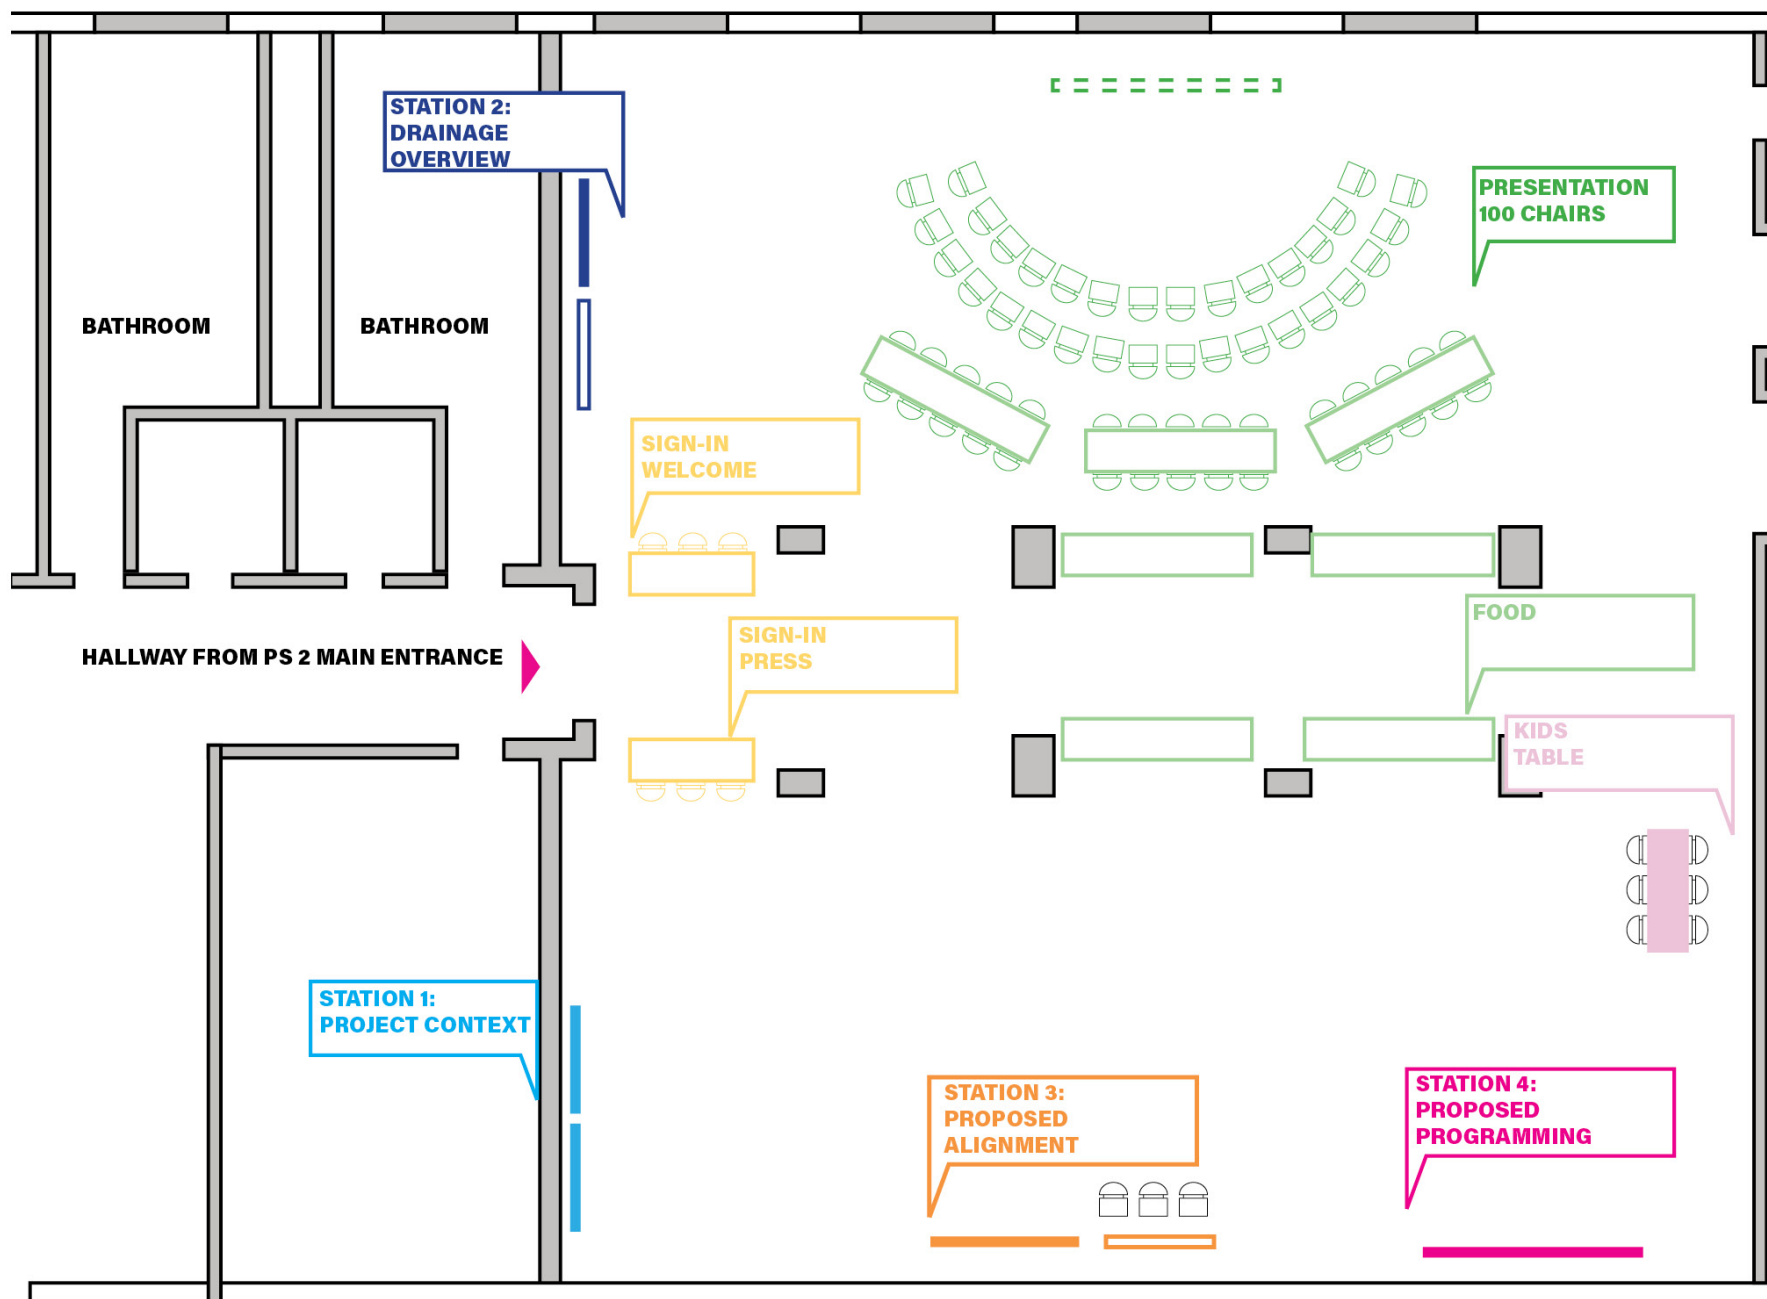 STATION 2:
DRAINAGE
OVERVIEW
PRESENTATION
100 CHAIRS
BATHROOM
BATHROOM
SIGN-IN
WELCOME
SIGN-IN
PRESS
HALLWAY FROM PS 2 MAIN ENTRANCE
FOOD
KIDS
TABLE
STATION 1:
PROJECT CONTEXT
STATION 3:
PROPOSED
ALIGNMENT
STATION 4:
PROPOSED
PROGRAMMING